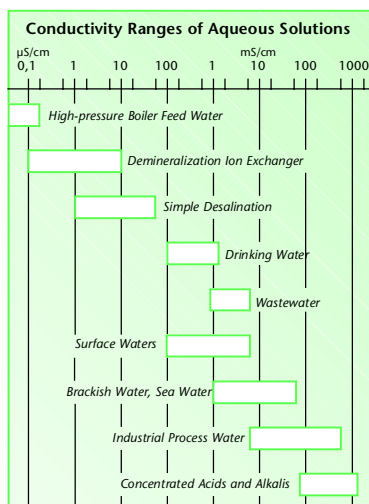 Conductivity Ranges of Aqueous Solutions
µS/cm mS/cm
0,1 1 10 100 1 10 100 1000
High-pressure Boiler Feed Water
Demineralization Ion Exchanger
Simple Desalination
Drinking Water
Wastewater
Surface Waters
Brackish Water, Sea Water
Industrial Process Water
Concentrated Acids and Alkalis